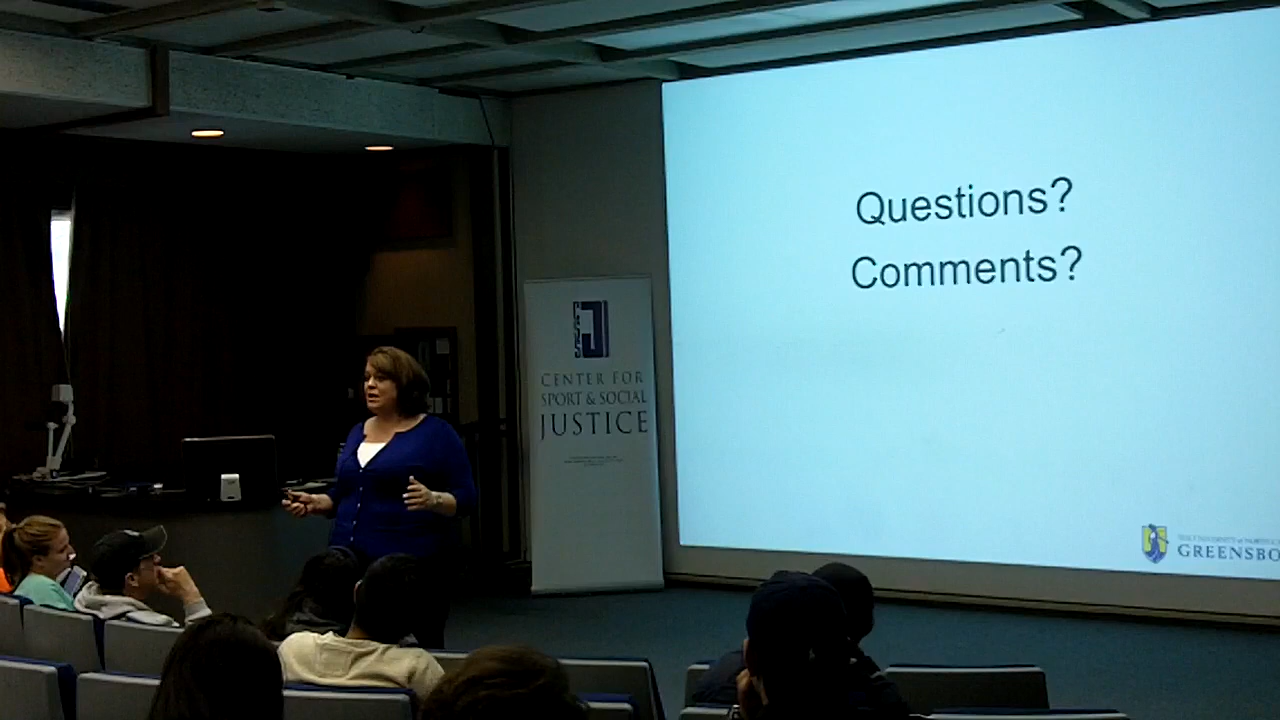 Questions?
Comments?
CENTER FOR
SPORT & SOCIAL
JUSTICE
GREENSBO